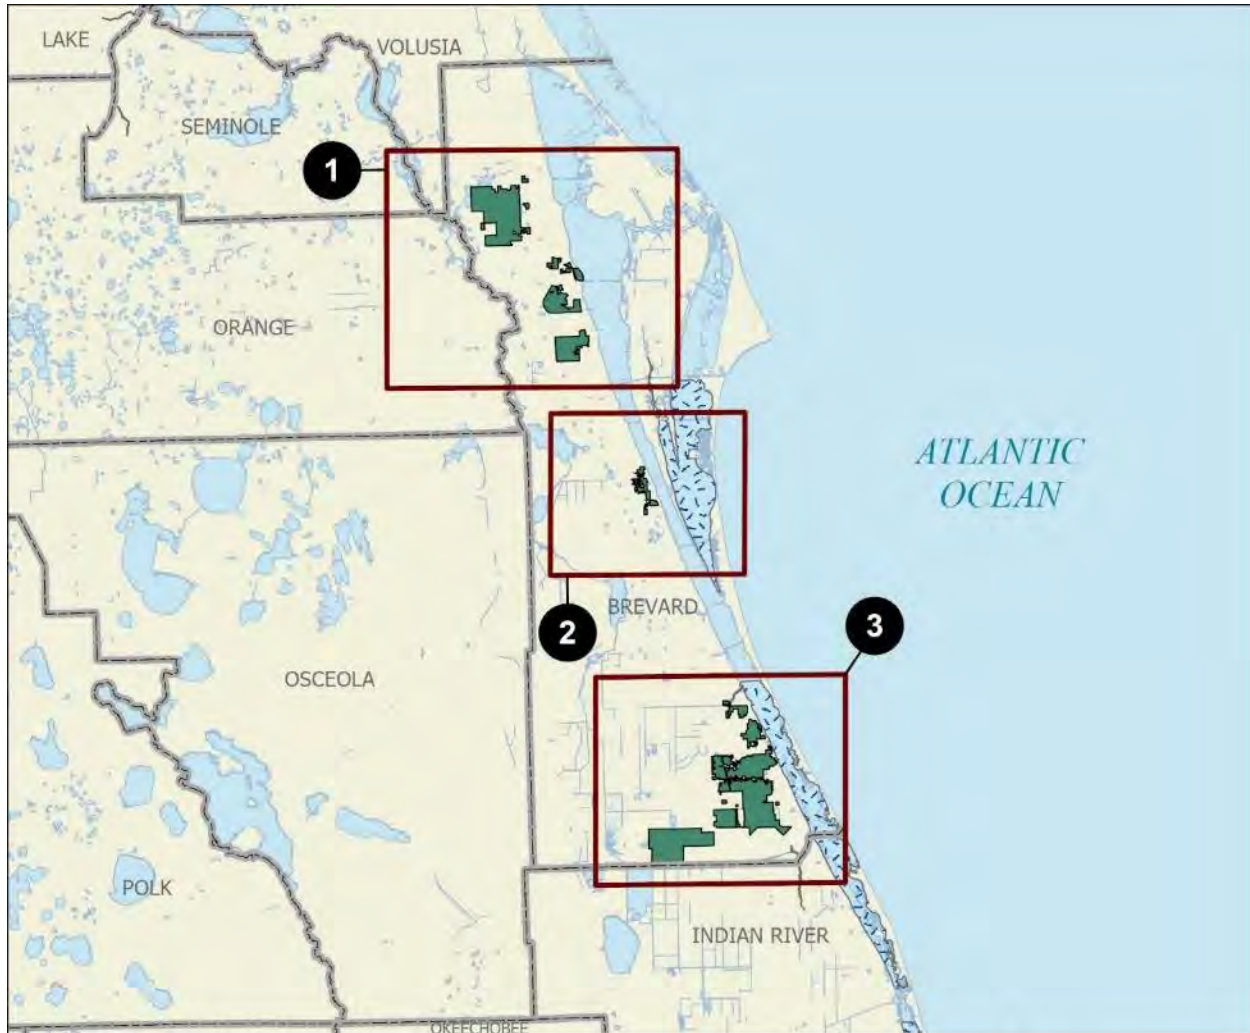 LAKE
VOLUSIA
SEMINOLE
1
ORANGE
ATLANTIC
OCEAN
BREVARD
2
3
OSCEOLA
POLK
INDIAN RIVER
OKEECHOBEE